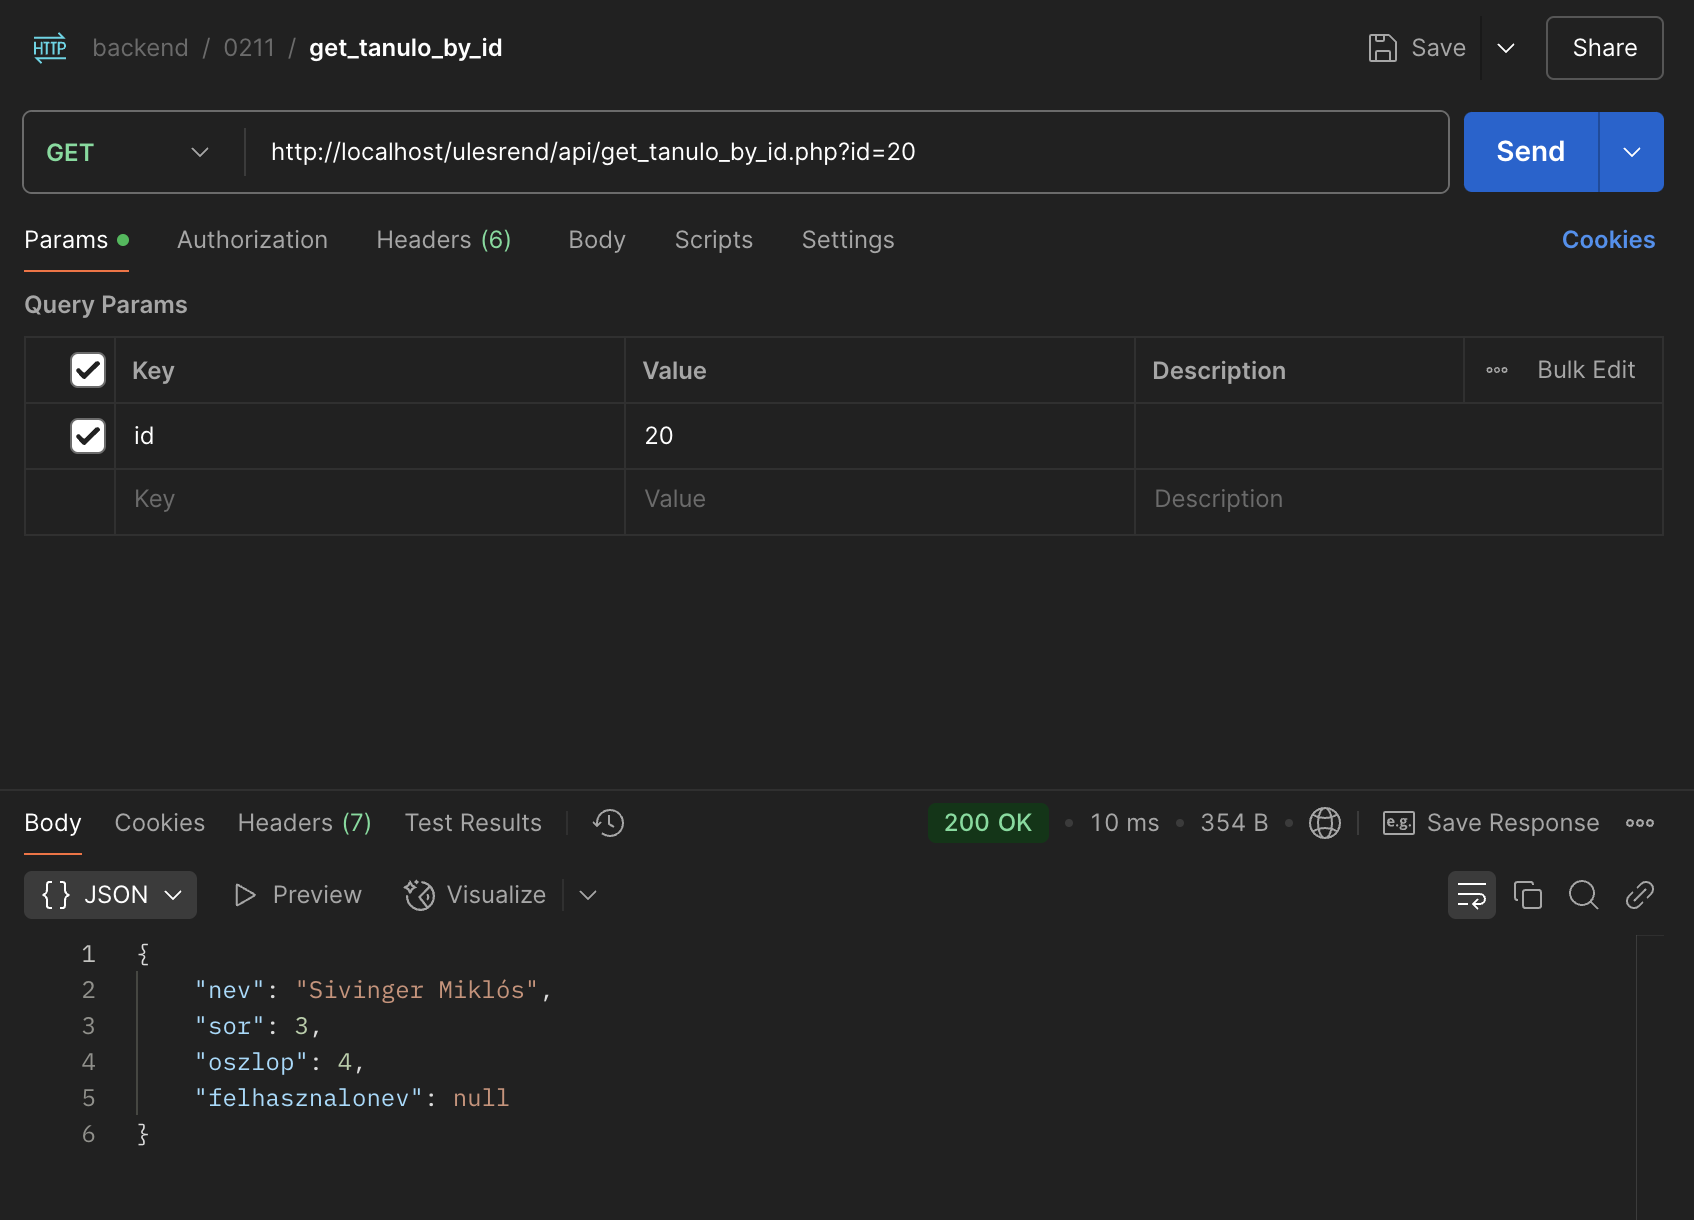 HTTP backend / 0211 / get_tanulo_by_id Save Share
GET http://localhost/ulesrend/api/get_tanulo_by_id.php?id=20 Send
Params Authorization Headers (6) Body Scripts Settings Cookies
Query Params
Key Value Description Bulk Edit
id 20
Key Value Description
Body Cookies Headers (7) Test Results 200 OK • 10 ms • 354 B • e.g. Save Response
{} JSON Preview Visualize
1 {
2 "nev": "Sivinger Miklós",
3 "sor": 3,
4 "oszlop": 4,
5 "felhasznalonev": null
6 }